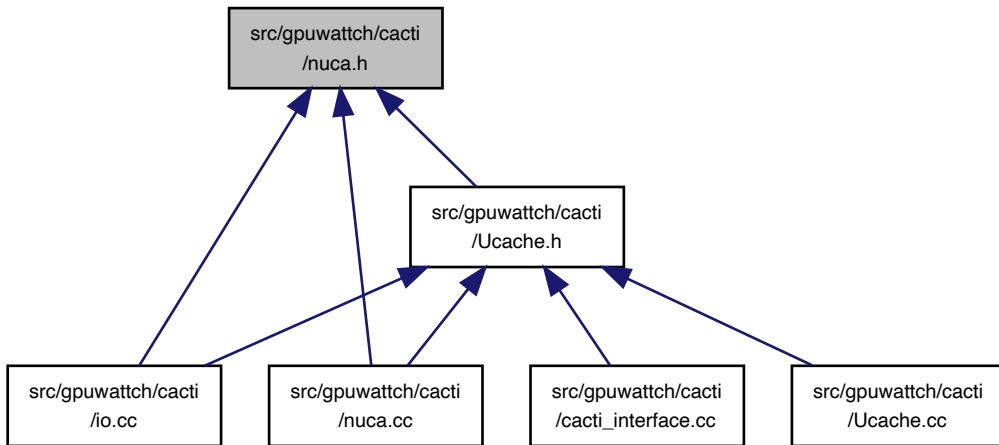 src/gpuwattch/cacti
/nuca.h
src/gpuwattch/cacti
/Ucache.h
src/gpuwattch/cacti
/io.cc
src/gpuwattch/cacti
/nuca.cc
src/gpuwattch/cacti
/cacti_interface.cc
src/gpuwattch/cacti
/Ucache.cc